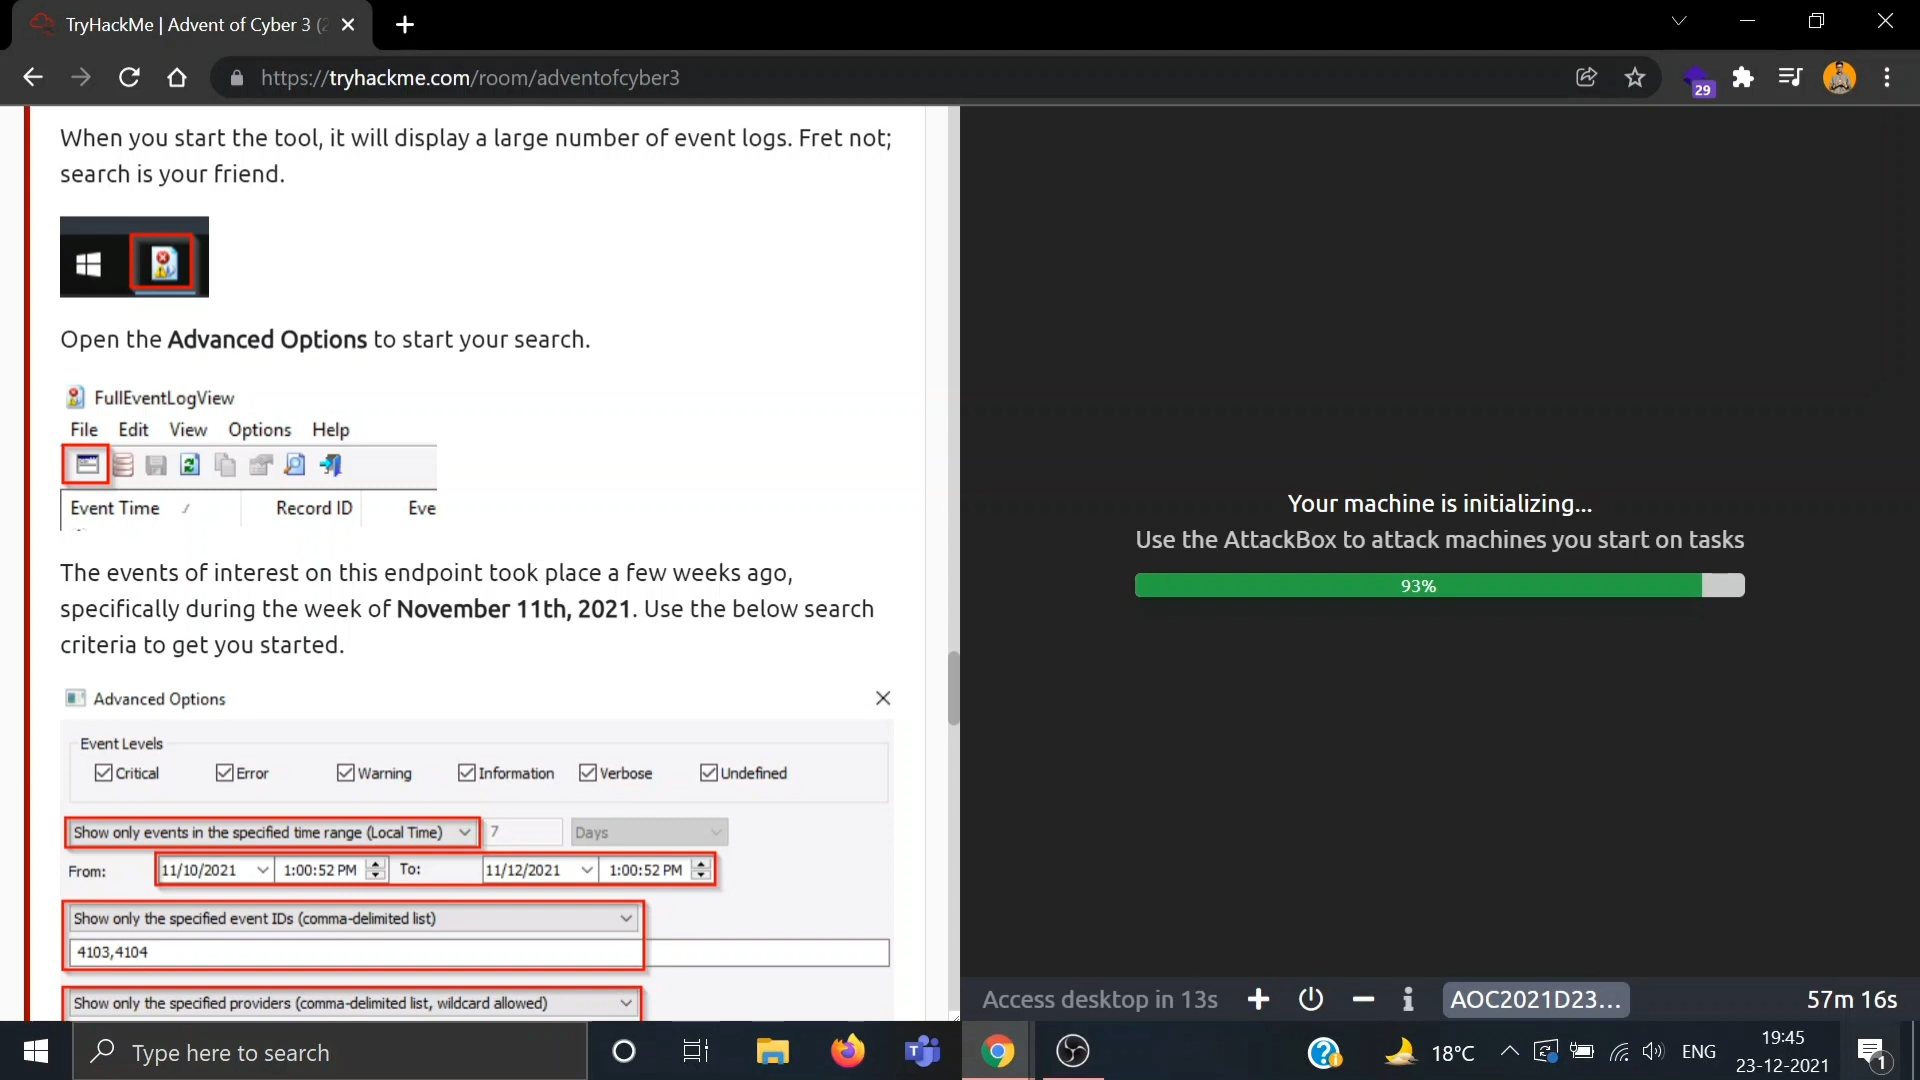 TryHackMe | Advent of Cyber 3 (2
https://tryhackme.com/room/adventofcyber3
29
When you start the tool, it will display a large number of event logs. Fret not;
search is your friend.
Open the Advanced Options to start your search.
FullEventLogView
File Edit View Options Help
Event Time Record ID Eve
The events of interest on this endpoint took place a few weeks ago,
specifically during the week of November 11th, 2021. Use the below search
criteria to get you started.
Advanced Options
Event Levels
Critical Error Warning Information Verbose Undefined
Show only events in the specified time range (Local Time) 7 Days
From: 11/10/2021 1:00:52 PM To: 11/12/2021 1:00:52 PM
Show only the specified event IDs (comma-delimited list)
4103,4104
Show only the specified providers (comma-delimited list, wildcard allowed)
Your machine is initializing...
Use the AttackBox to attack machines you start on tasks
93%
Access desktop in 13s
AOC2021D23...
57m 16s
Type here to search
18°C
ENG
19:45
23-12-2021
1